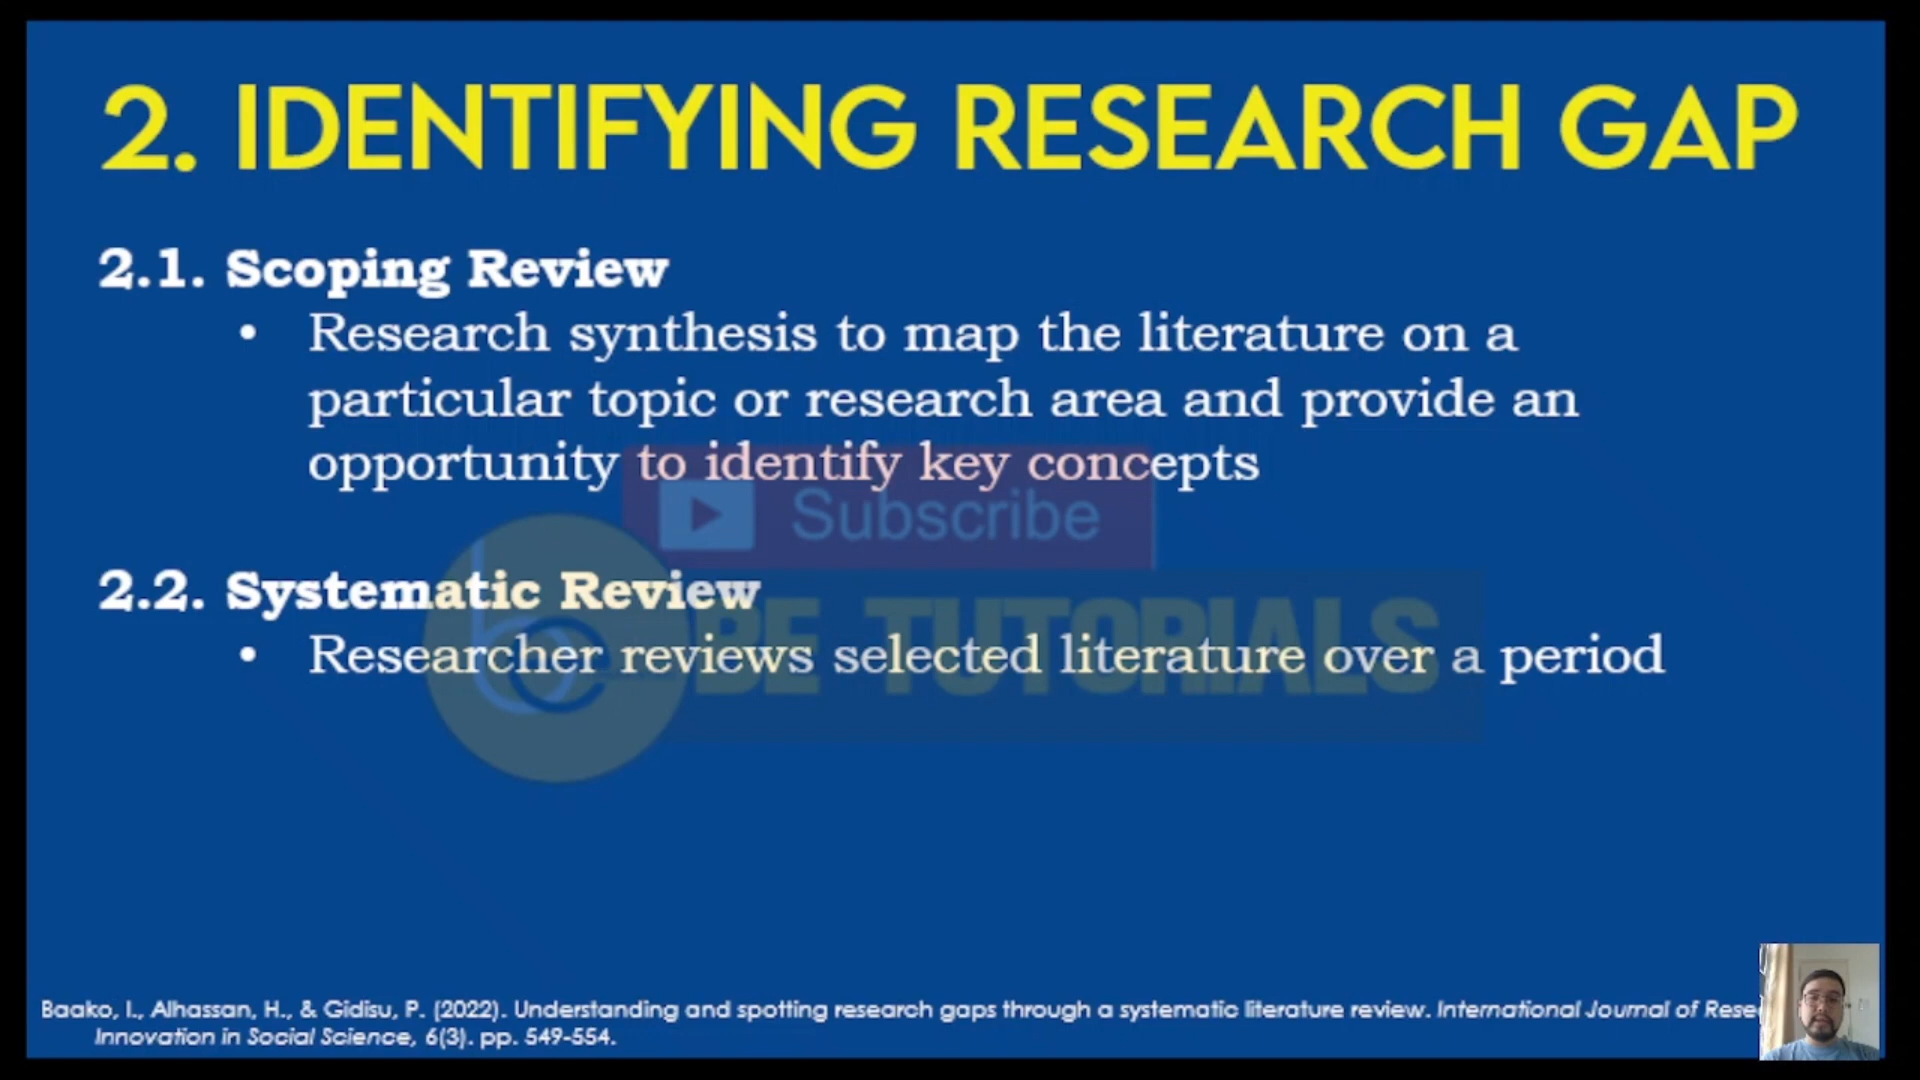 2. IDENTIFYING RESEARCH GAP
2.1. Scoping Review
• Research synthesis to map the literature on a
particular topic or research area and provide an
opportunity to identify key concepts
Subscribe
2.2. Systematic Review
BE TUTORIALS
• Researcher reviews selected literature over a period
Baako, I., Alhassan, H., & Gidisu, P. (2022). Understanding and spotting research gaps through a systematic literature review. International Journal of
Innovation in Social Science, 6(3). pp. 549-554.